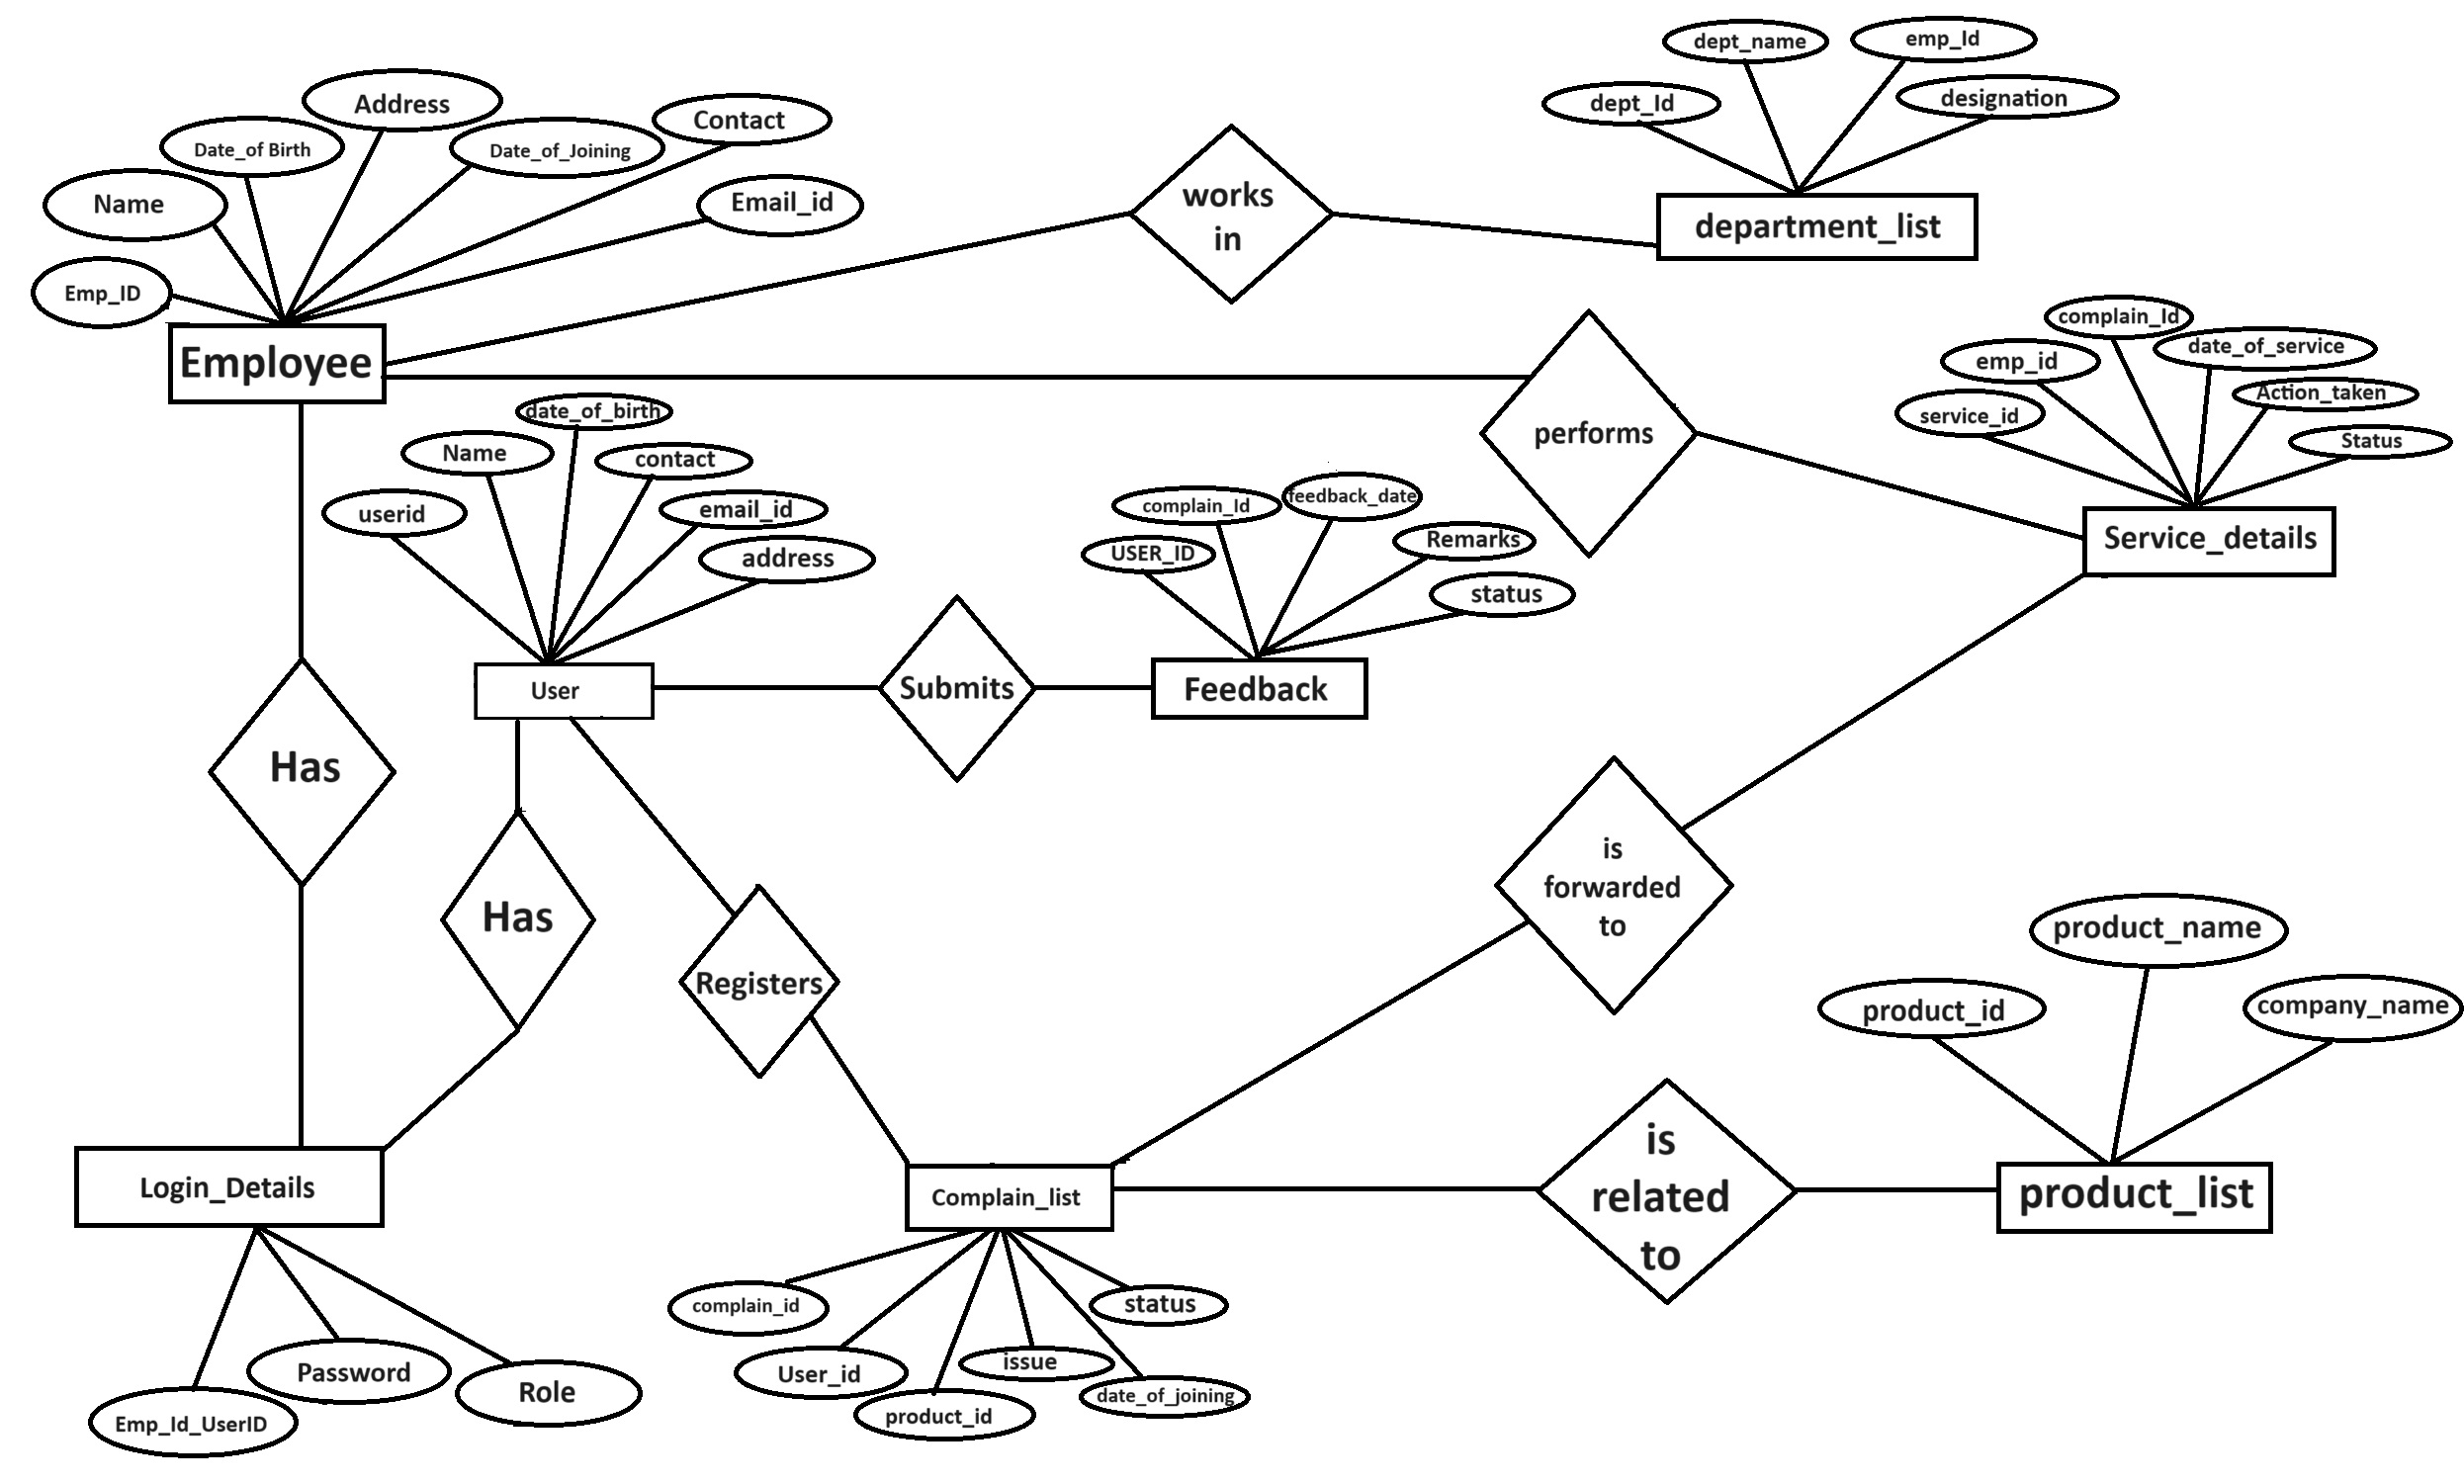 dept_name
emp_Id
dept_Id
designation
Address
Contact
Date_of Birth
Date_of_Joining
Name
Email_id
Emp_ID
works
in
department_list
Employee
complain_Id
date_of_service
emp_id
Action_taken
service_id
Status
performs
Service_details
date_of_birth
Name
contact
userid
email_id
address
complain_Id
feedback_date
USER_ID
Remarks
status
User
Submits
Feedback
Has
Has
Registers
is
forwarded
to
product_name
product_id
company_name
Login_Details
Complain_list
is
related
to
product_list
complain_id
status
User_id
issue
product_id
date_of_joining
Password
Role
Emp_Id_UserID